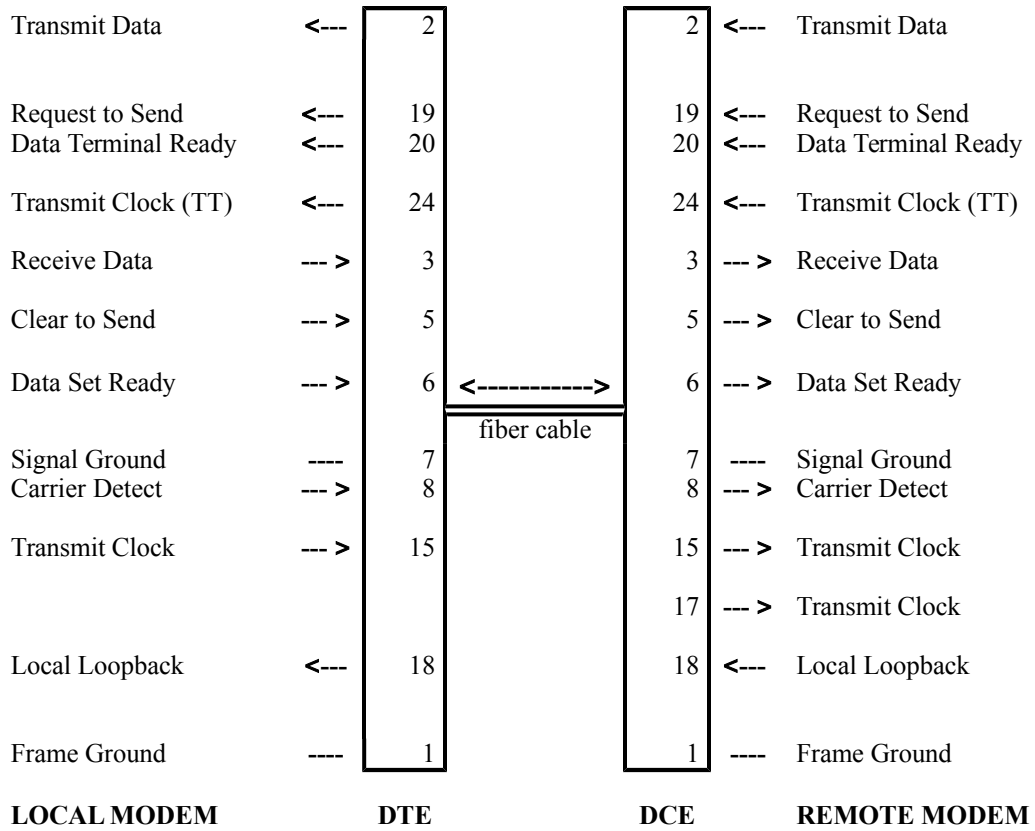 Transmit Data <--- 2 2 <--- Transmit Data
Request to Send <--- 19 19 <--- Request to Send
Data Terminal Ready <--- 20 20 <--- Data Terminal Ready
Transmit Clock (TT) <--- 24 24 <--- Transmit Clock (TT)
Receive Data --- > 3 3 --- > Receive Data
Clear to Send --- > 5 5 --- > Clear to Send
Data Set Ready --- > 6 <-----------> 6 --- > Data Set Ready
fiber cable
Signal Ground ---- 7 7 ---- Signal Ground
Carrier Detect --- > 8 8 --- > Carrier Detect
Transmit Clock --- > 15 15 --- > Transmit Clock
17 --- > Transmit Clock
Local Loopback <--- 18 18 <--- Local Loopback
Frame Ground ---- 1 1 ---- Frame Ground
LOCAL MODEM DTE DCE REMOTE MODEM